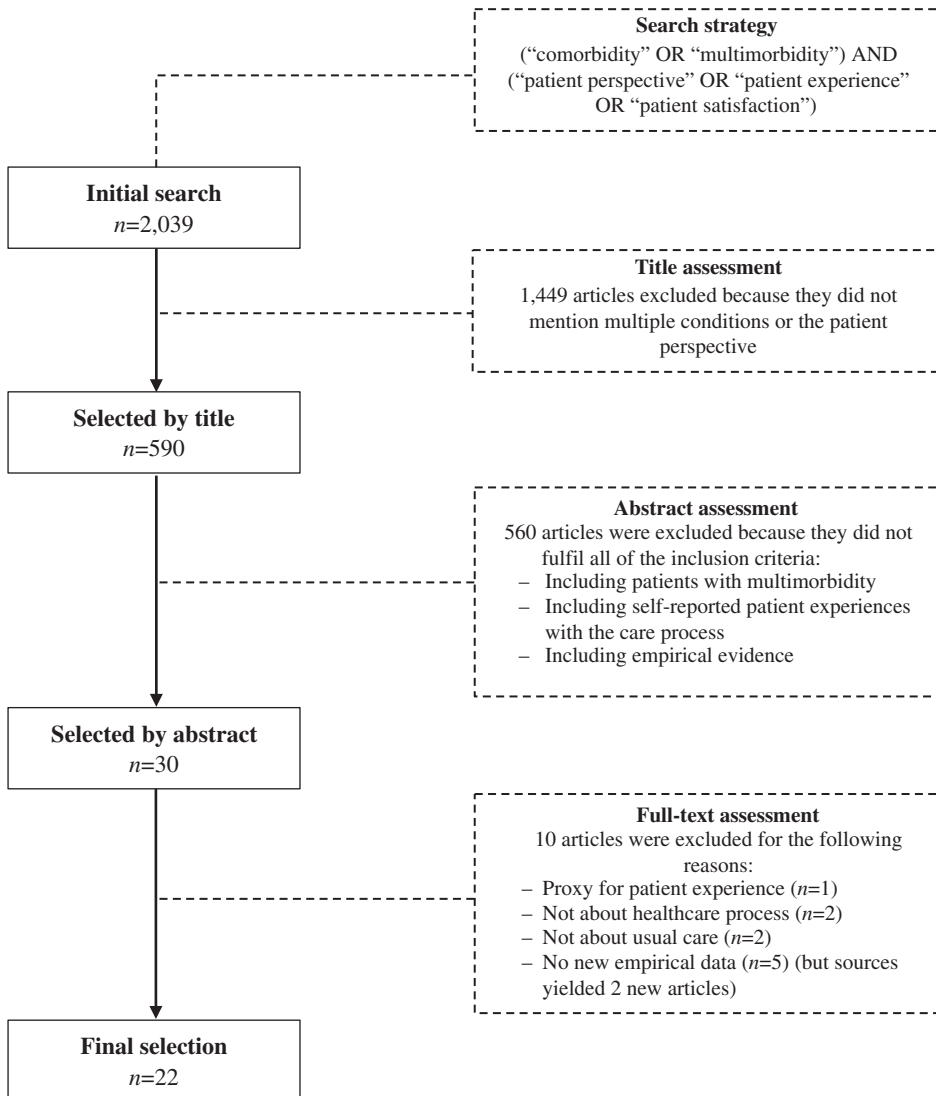 Search strategy
(“comorbidity” OR “multimorbidity”) AND
(“patient perspective” OR “patient experience”
OR “patient satisfaction”)
Initial search
n=2,039
Title assessment
1,449 articles excluded because they did not
mention multiple conditions or the patient
perspective
Selected by title
n=590
Abstract assessment
560 articles were excluded because they did not
fulfil all of the inclusion criteria:
– Including patients with multimorbidity
– Including self-reported patient experiences
with the care process
– Including empirical evidence
Selected by abstract
n=30
Full-text assessment
10 articles were excluded for the following
reasons:
– Proxy for patient experience (n=1)
– Not about healthcare process (n=2)
– Not about usual care (n=2)
– No new empirical data (n=5) (but sources
yielded 2 new articles)
Final selection
n=22